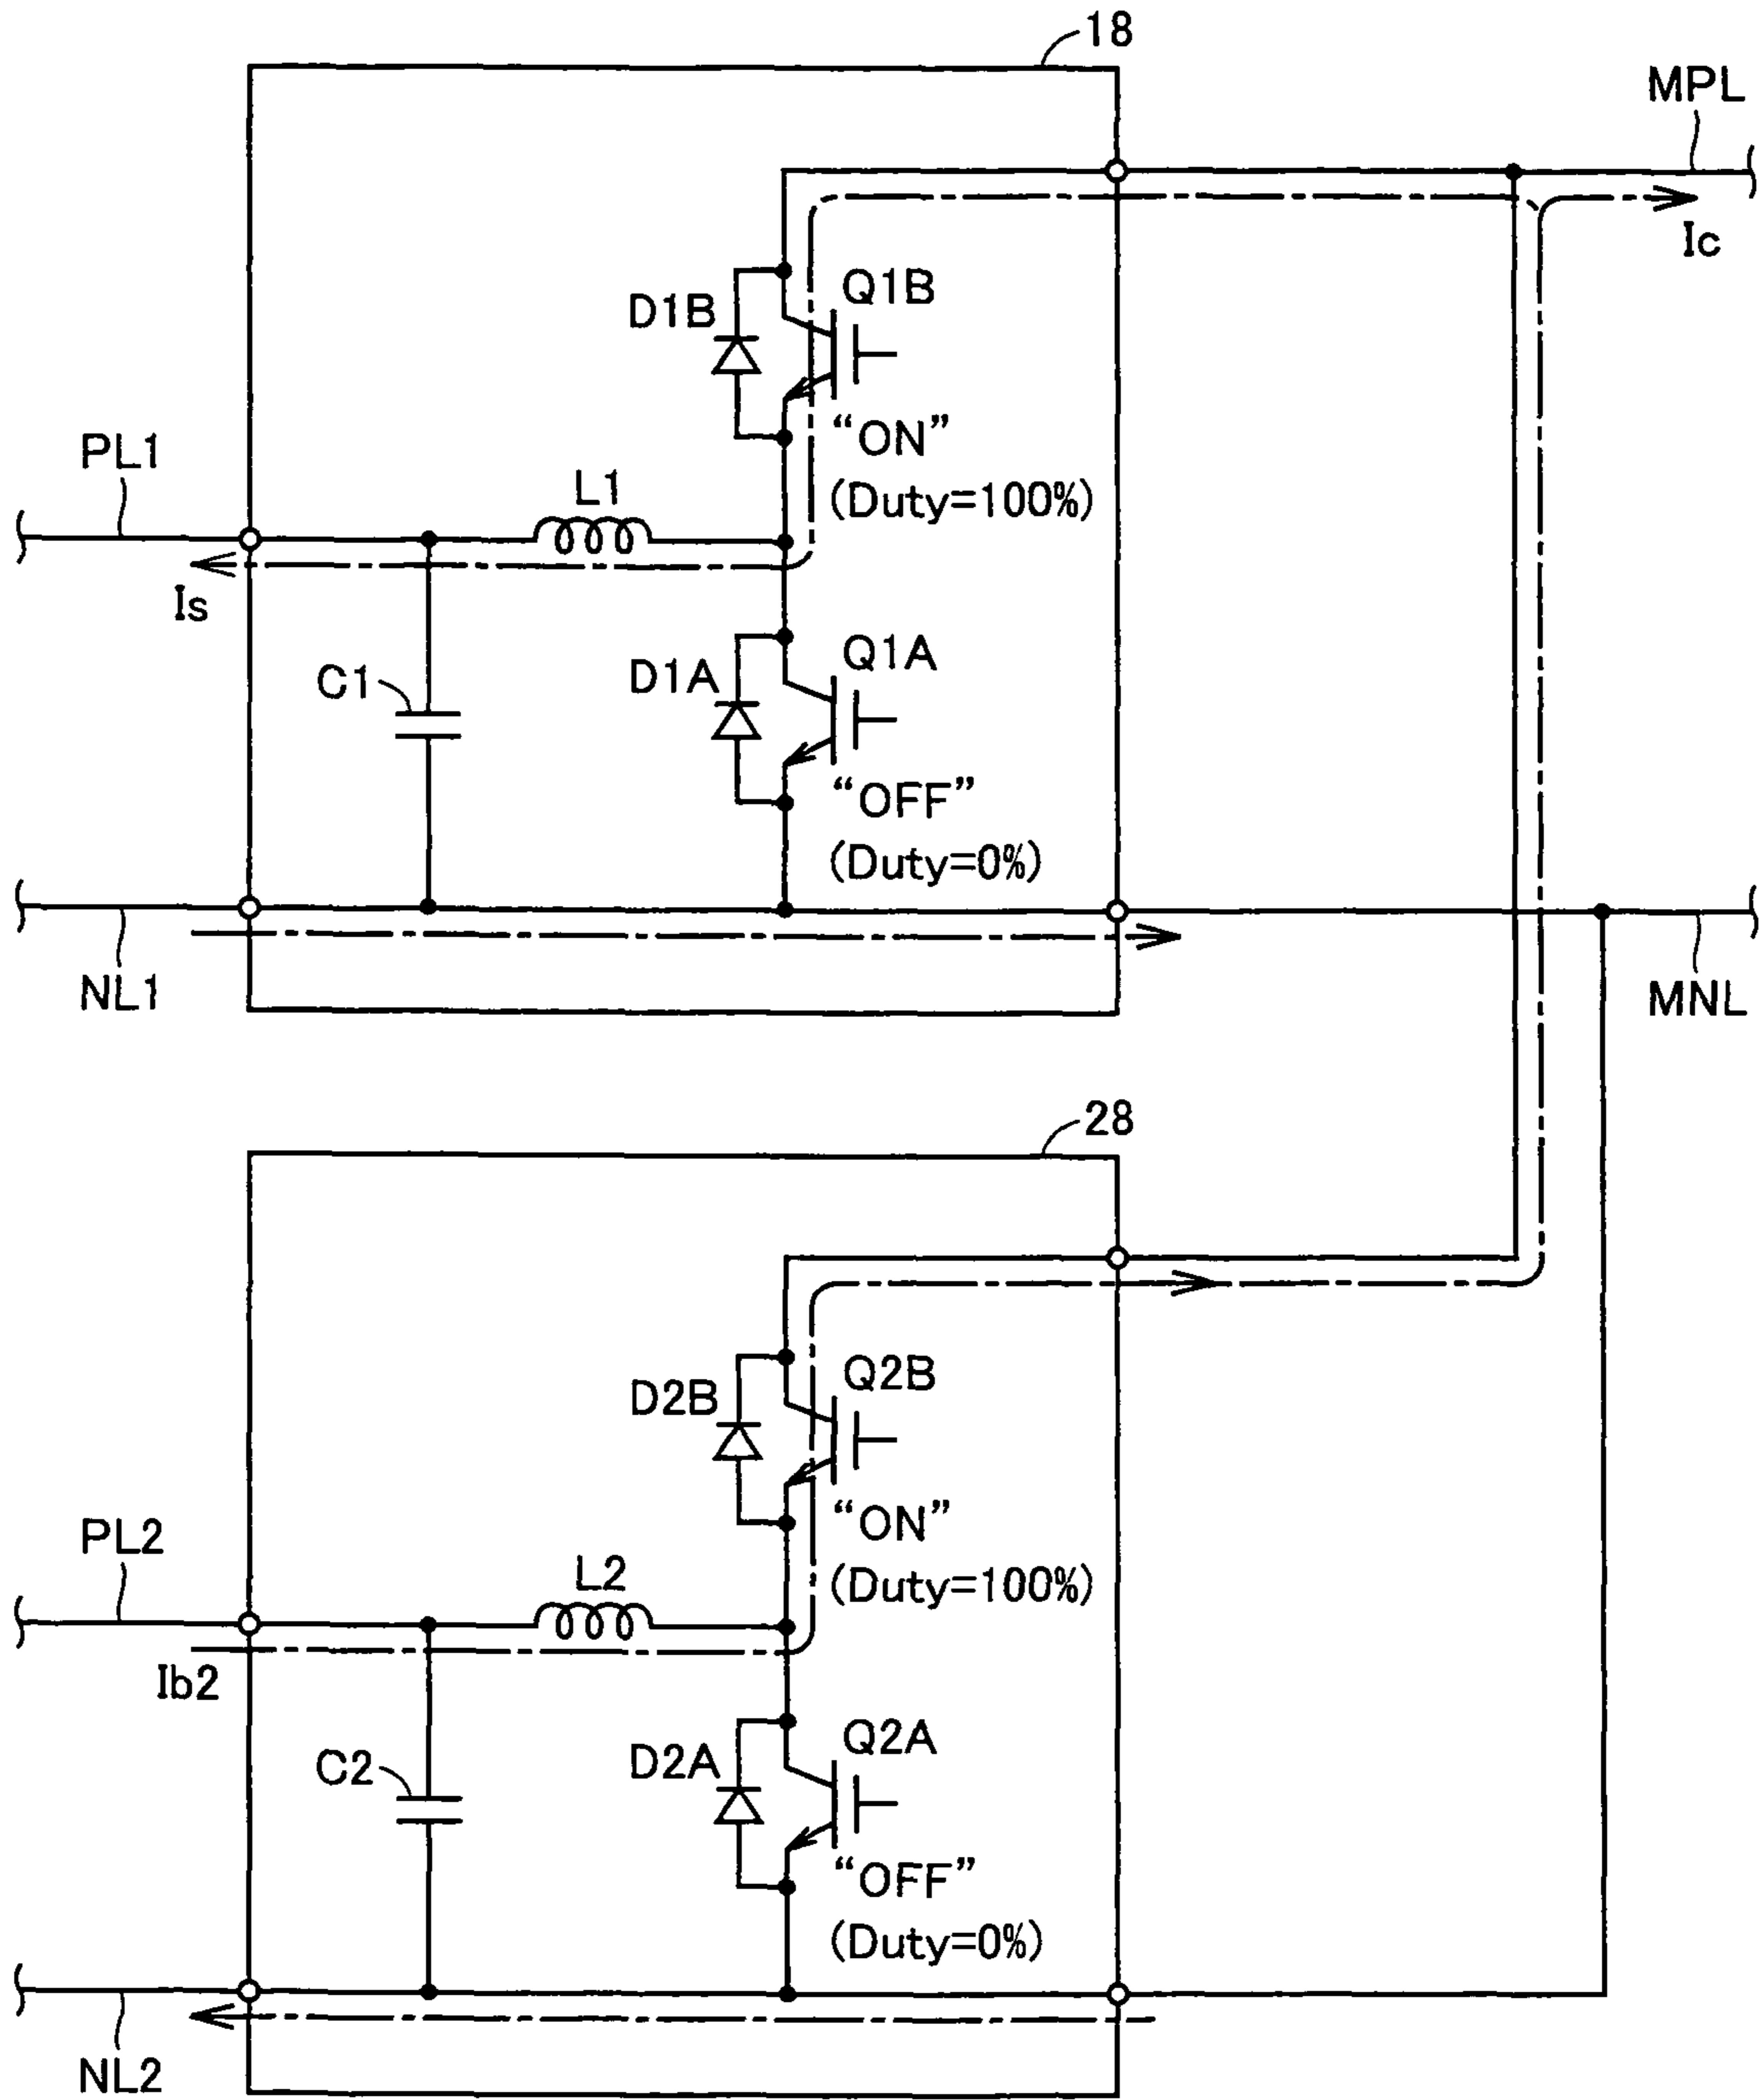 18
MPL
Ic
Q1B
D1B
“ON”
(Duty=100%)
PL1
L1
Is
Q1A
D1A
C1
“OFF”
(Duty=0%)
NL1
MNL
28
Q2B
D2B
“ON”
(Duty=100%)
PL2
L2
Ib2
Q2A
D2A
C2
“OFF”
(Duty=0%)
NL2